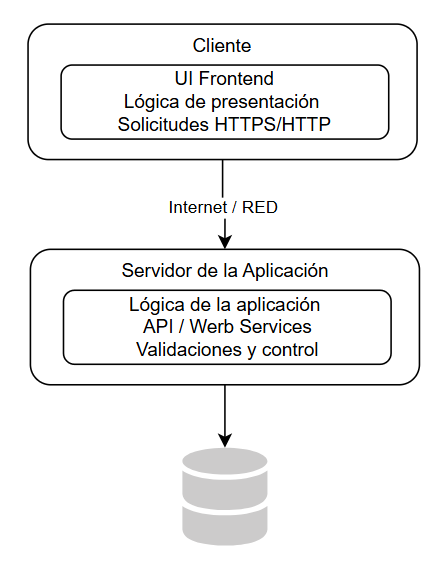 Cliente
UI Frontend
Lógica de presentación
Solicitudes HTTPS/HTTP
Internet / RED
Servidor de la Aplicación
Lógica de la aplicación
API / Werb Services
Validaciones y control